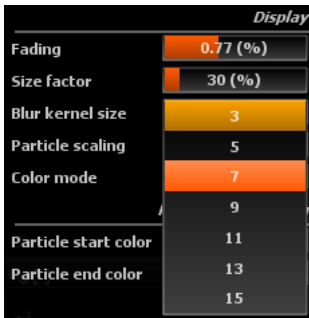 Display
Fading 0.77 (%)
Size factor 30 (%)
Blur kernel size 3
Particle scaling 5
Color mode 7
9
Particle start color 11
Particle end color 13
15